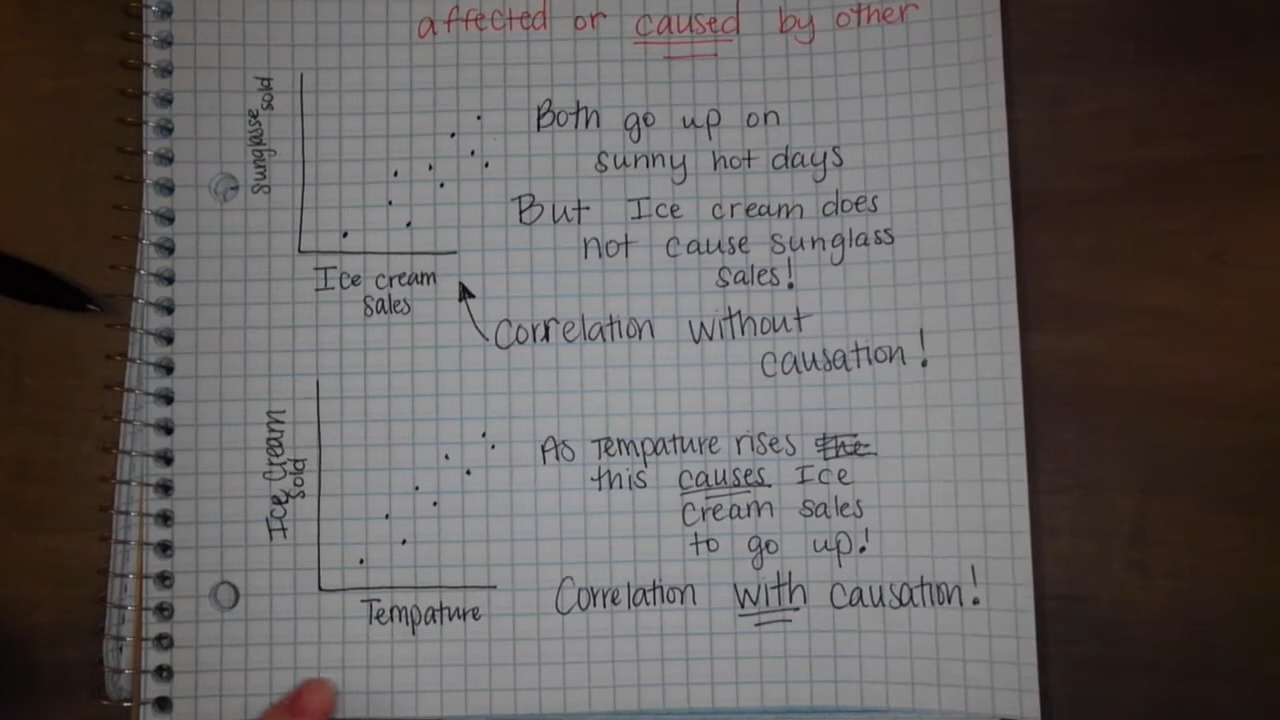 affected or caused by other
Sunglasse
sold
Both go up on
sunny hot days
But Ice cream does
not cause sunglass
sales!
Ice cream
sales
Correlation without
causation!
Ice Cream
sold
As Tempature rises the
this causes Ice
cream sales
to go up!
Tempature
Correlation with causation!